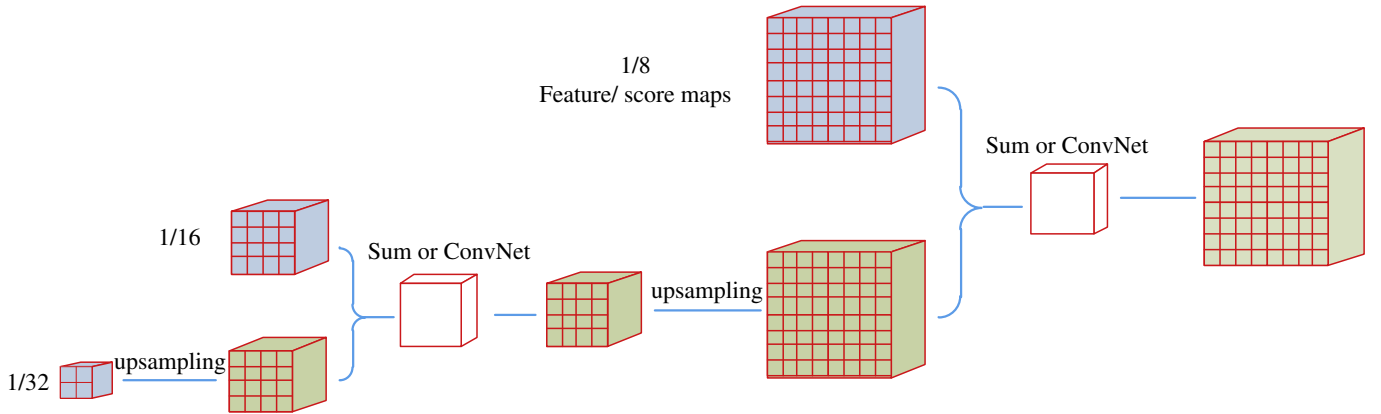 1/8
Feature/ score maps
Sum or ConvNet
1/16
Sum or ConvNet
upsampling
upsampling
1/32